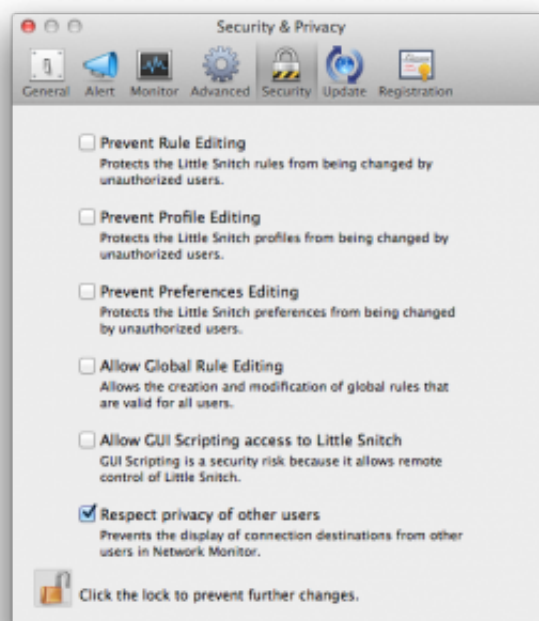 Security & Privacy
General Alert Monitor Advanced Security Update Registration
Prevent Rule Editing
Protects the Little Snitch rules from being changed by
unauthorized users.
Prevent Profile Editing
Protects the Little Snitch profiles from being changed by
unauthorized users.
Prevent Preferences Editing
Protects the Little Snitch preferences from being changed
by unauthorized users.
Allow Global Rule Editing
Allows the creation and modification of global rules that
are valid for all users.
Allow GUI Scripting access to Little Snitch
GUI Scripting is a security risk because it allows remote
control of Little Snitch.
Respect privacy of other users
Prevents the display of connection destinations from other
users in Network Monitor.
Click the lock to prevent further changes.